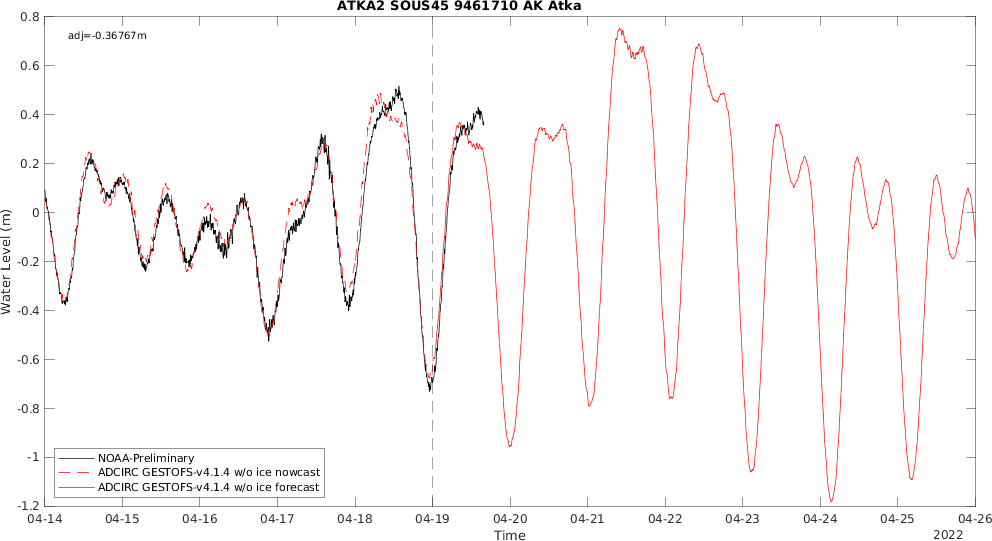 ATKA2 SOUS45 9461710 AK Atka
adj=-0.36767m
0.8
0.6
0.4
0.2
0
-0.2
-0.4
-0.6
-0.8
-1
-1.2
Water Level (m)
NOAA-Preliminary
ADCIRC GESTOFS-v4.1.4 w/o ice nowcast
ADCIRC GESTOFS-v4.1.4 w/o ice forecast
04-14 04-15 04-16 04-17 04-18 04-19 04-20 04-21 04-22 04-23 04-24 04-25 04-26
Time
2022